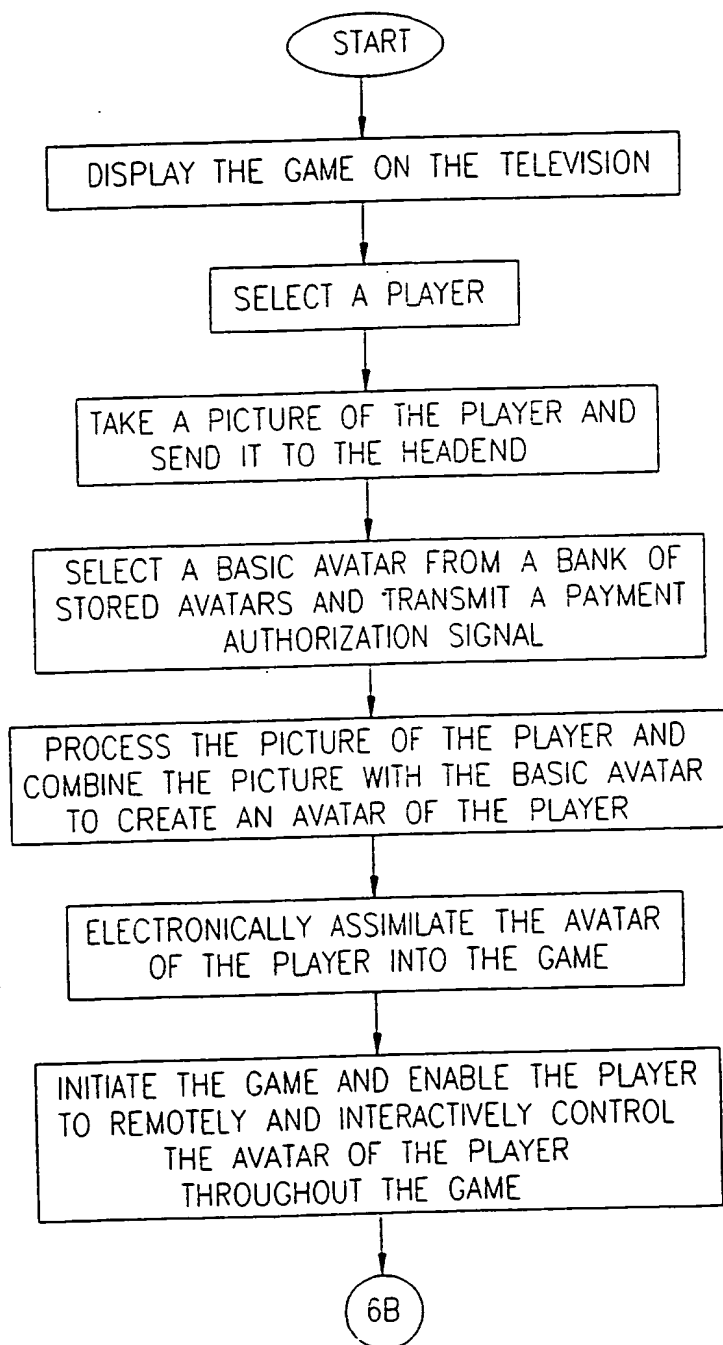 START
DISPLAY THE GAME ON THE TELEVISION
SELECT A PLAYER
TAKE A PICTURE OF THE PLAYER AND
SEND IT TO THE HEADEND
SELECT A BASIC AVATAR FROM A BANK OF
STORED AVATARS AND TRANSMIT A PAYMENT
AUTHORIZATION SIGNAL
PROCESS THE PICTURE OF THE PLAYER AND
COMBINE THE PICTURE WITH THE BASIC AVATAR
TO CREATE AN AVATAR OF THE PLAYER
ELECTRONICALLY ASSIMILATE THE AVATAR
OF THE PLAYER INTO THE GAME
INITIATE THE GAME AND ENABLE THE PLAYER
TO REMOTELY AND INTERACTIVELY CONTROL
THE AVATAR OF THE PLAYER
THROUGHOUT THE GAME
6B